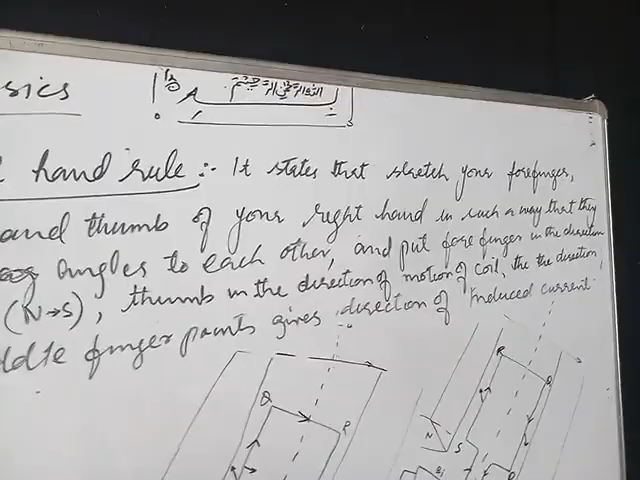 sics
hand rule :- It states that stretch your forefinger,
and thumb of your right hand in such a way that they
angles to each other, and put forefinger in the direction
(N→S), thumb in the direction of motion of coil, the the direction
ddle finger points gives direction of "Induced current"
Q P
R Q
N S